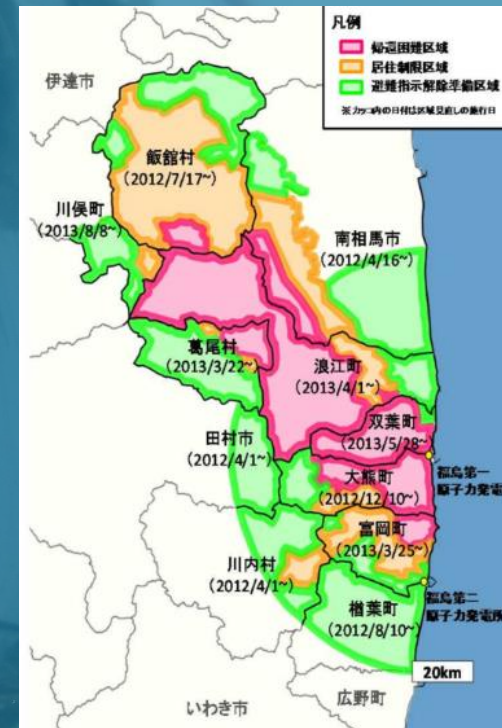 凡例
帰還困難区域
居住制限区域
避難指示解除準備区域
※カッコ内の日付は区域見直しの施行日
伊達市
飯舘村
(2012/7/17~)
川俣町
(2013/8/8~)
南相馬市
(2012/4/16~)
葛尾村
(2013/3/22~)
浪江町
(2013/4/1~)
田村市
(2012/4/1~)
双葉町
(2013/5/28~
福島第一
原子力発電
大熊町
(2012/12/10~)
富岡町
(2013/3/25~)
川内村
(2012/4/1~)
福島第二
原子力発電所
楢葉町
(2012/8/10~)
20km
広野町
いわき市